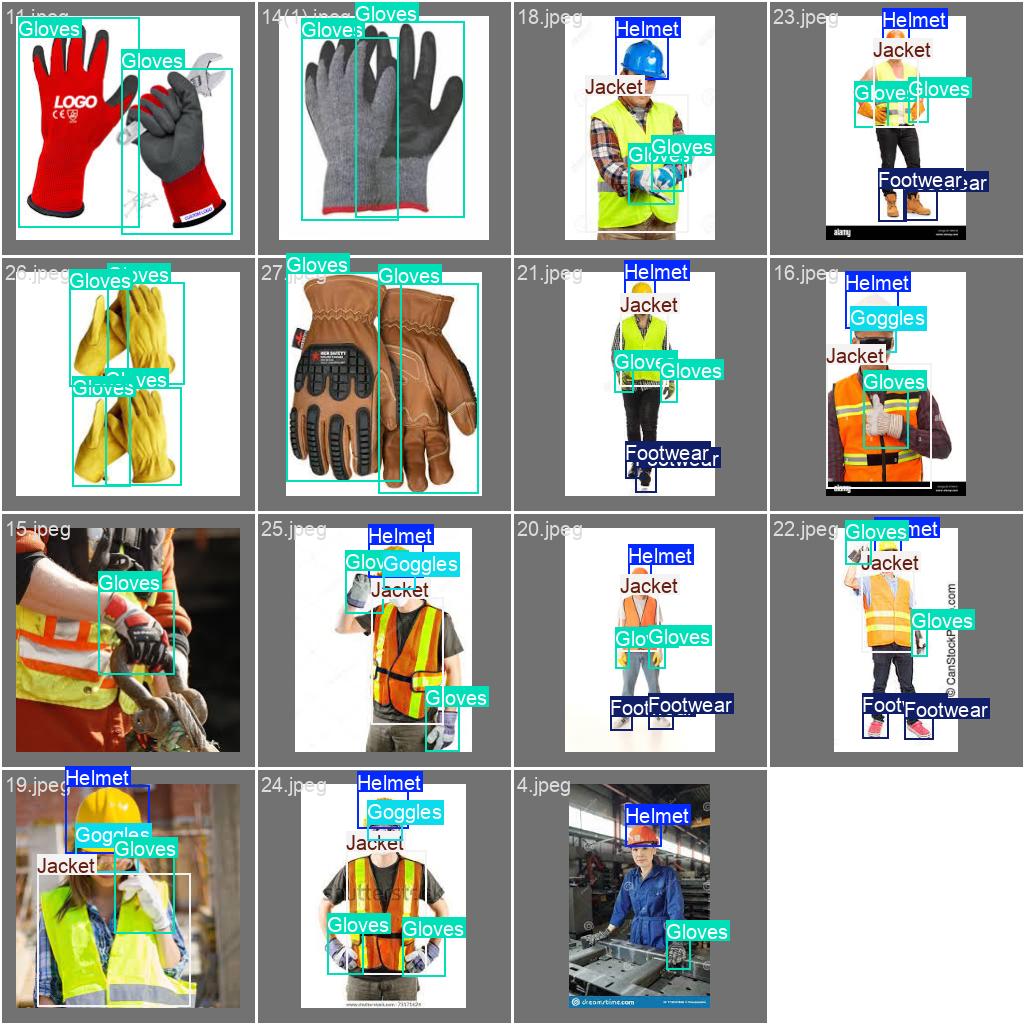 11.jpeg
Gloves
Gloves
LOGO
CE
14(1).jpeg
Gloves
Gloves
18.jpeg
Helmet
Jacket
Gloves
Gloves
23.jpeg
Helmet
Jacket
Gloves
Gloves
Footwear
Footwear
alamy
26.jpeg
Gloves
Gloves
Gloves
Gloves
27.jpeg
Gloves
Gloves
21.jpeg
Helmet
Jacket
Gloves
Gloves
Footwear
Footwear
16.jpeg
Helmet
Goggles
Jacket
Gloves
alamy
15.jpeg
Gloves
25.jpeg
Helmet
Gloves
Goggles
Jacket
Gloves
20.jpeg
Helmet
Jacket
Gloves
Gloves
Footwear
Footwear
22.jpeg
Gloves
Helmet
Jacket
Gloves
Footwear
Footwear
19.jpeg
Helmet
Goggles
Gloves
Jacket
24.jpeg
Helmet
Goggles
Jacket
Gloves
Gloves
4.jpeg
Helmet
Gloves
dreamstime.com